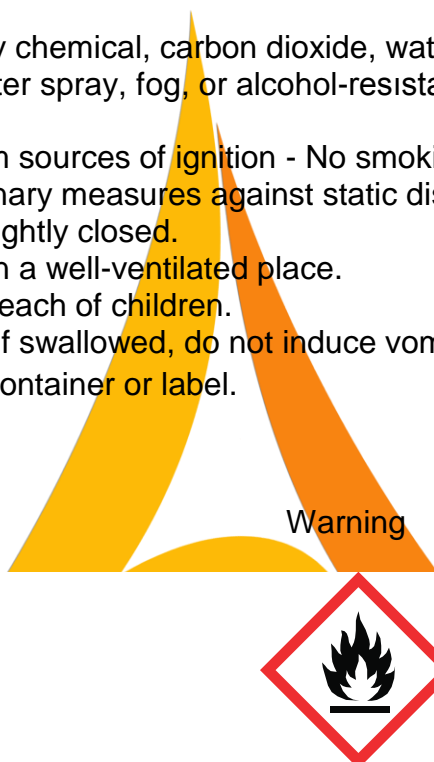 y chemical, carbon dioxide, wat
ter spray, fog, or alcohol-resista
n sources of ignition - No smoki
nary measures against static dis
ightly closed.
n a well-ventilated place.
each of children.
f swallowed, do not induce vom
ontainer or label.
Warning